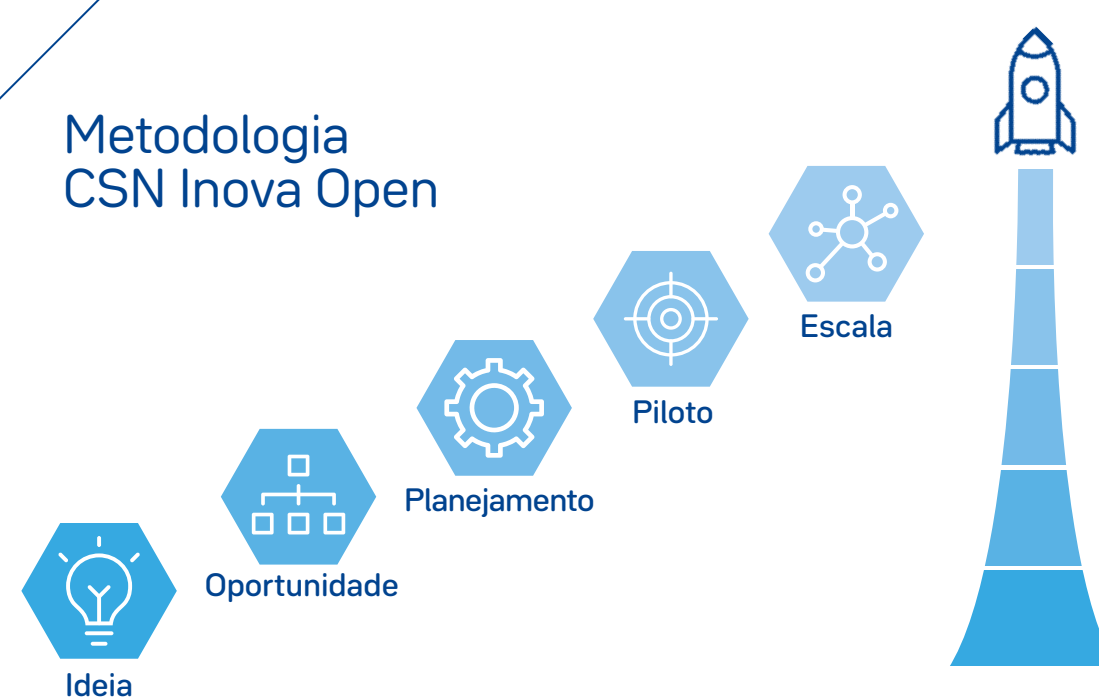 Metodologia
CSN Inova Open
Escala
Piloto
Planejamento
Oportunidade
Ideia